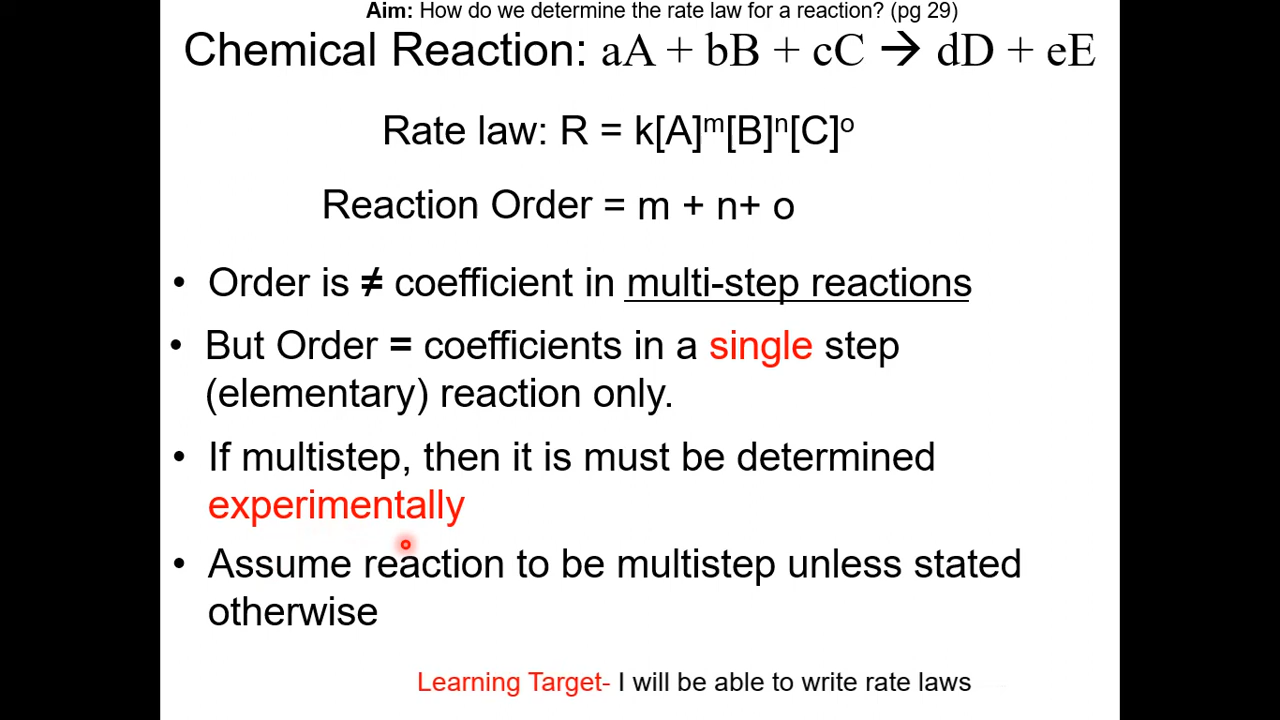 Aim: How do we determine the rate law for a reaction? (pg 29)
Chemical Reaction: aA + bB + cC → dD + eE
Rate law: R = k[A]ᵐ[B]ⁿ[C]ᵒ
Reaction Order = m + n+ o
• Order is ≠ coefficient in multi-step reactions
• But Order = coefficients in a single step
(elementary) reaction only.
• If multistep, then it is must be determined
experimentally
• Assume reaction to be multistep unless stated
otherwise
Learning Target- I will be able to write rate laws